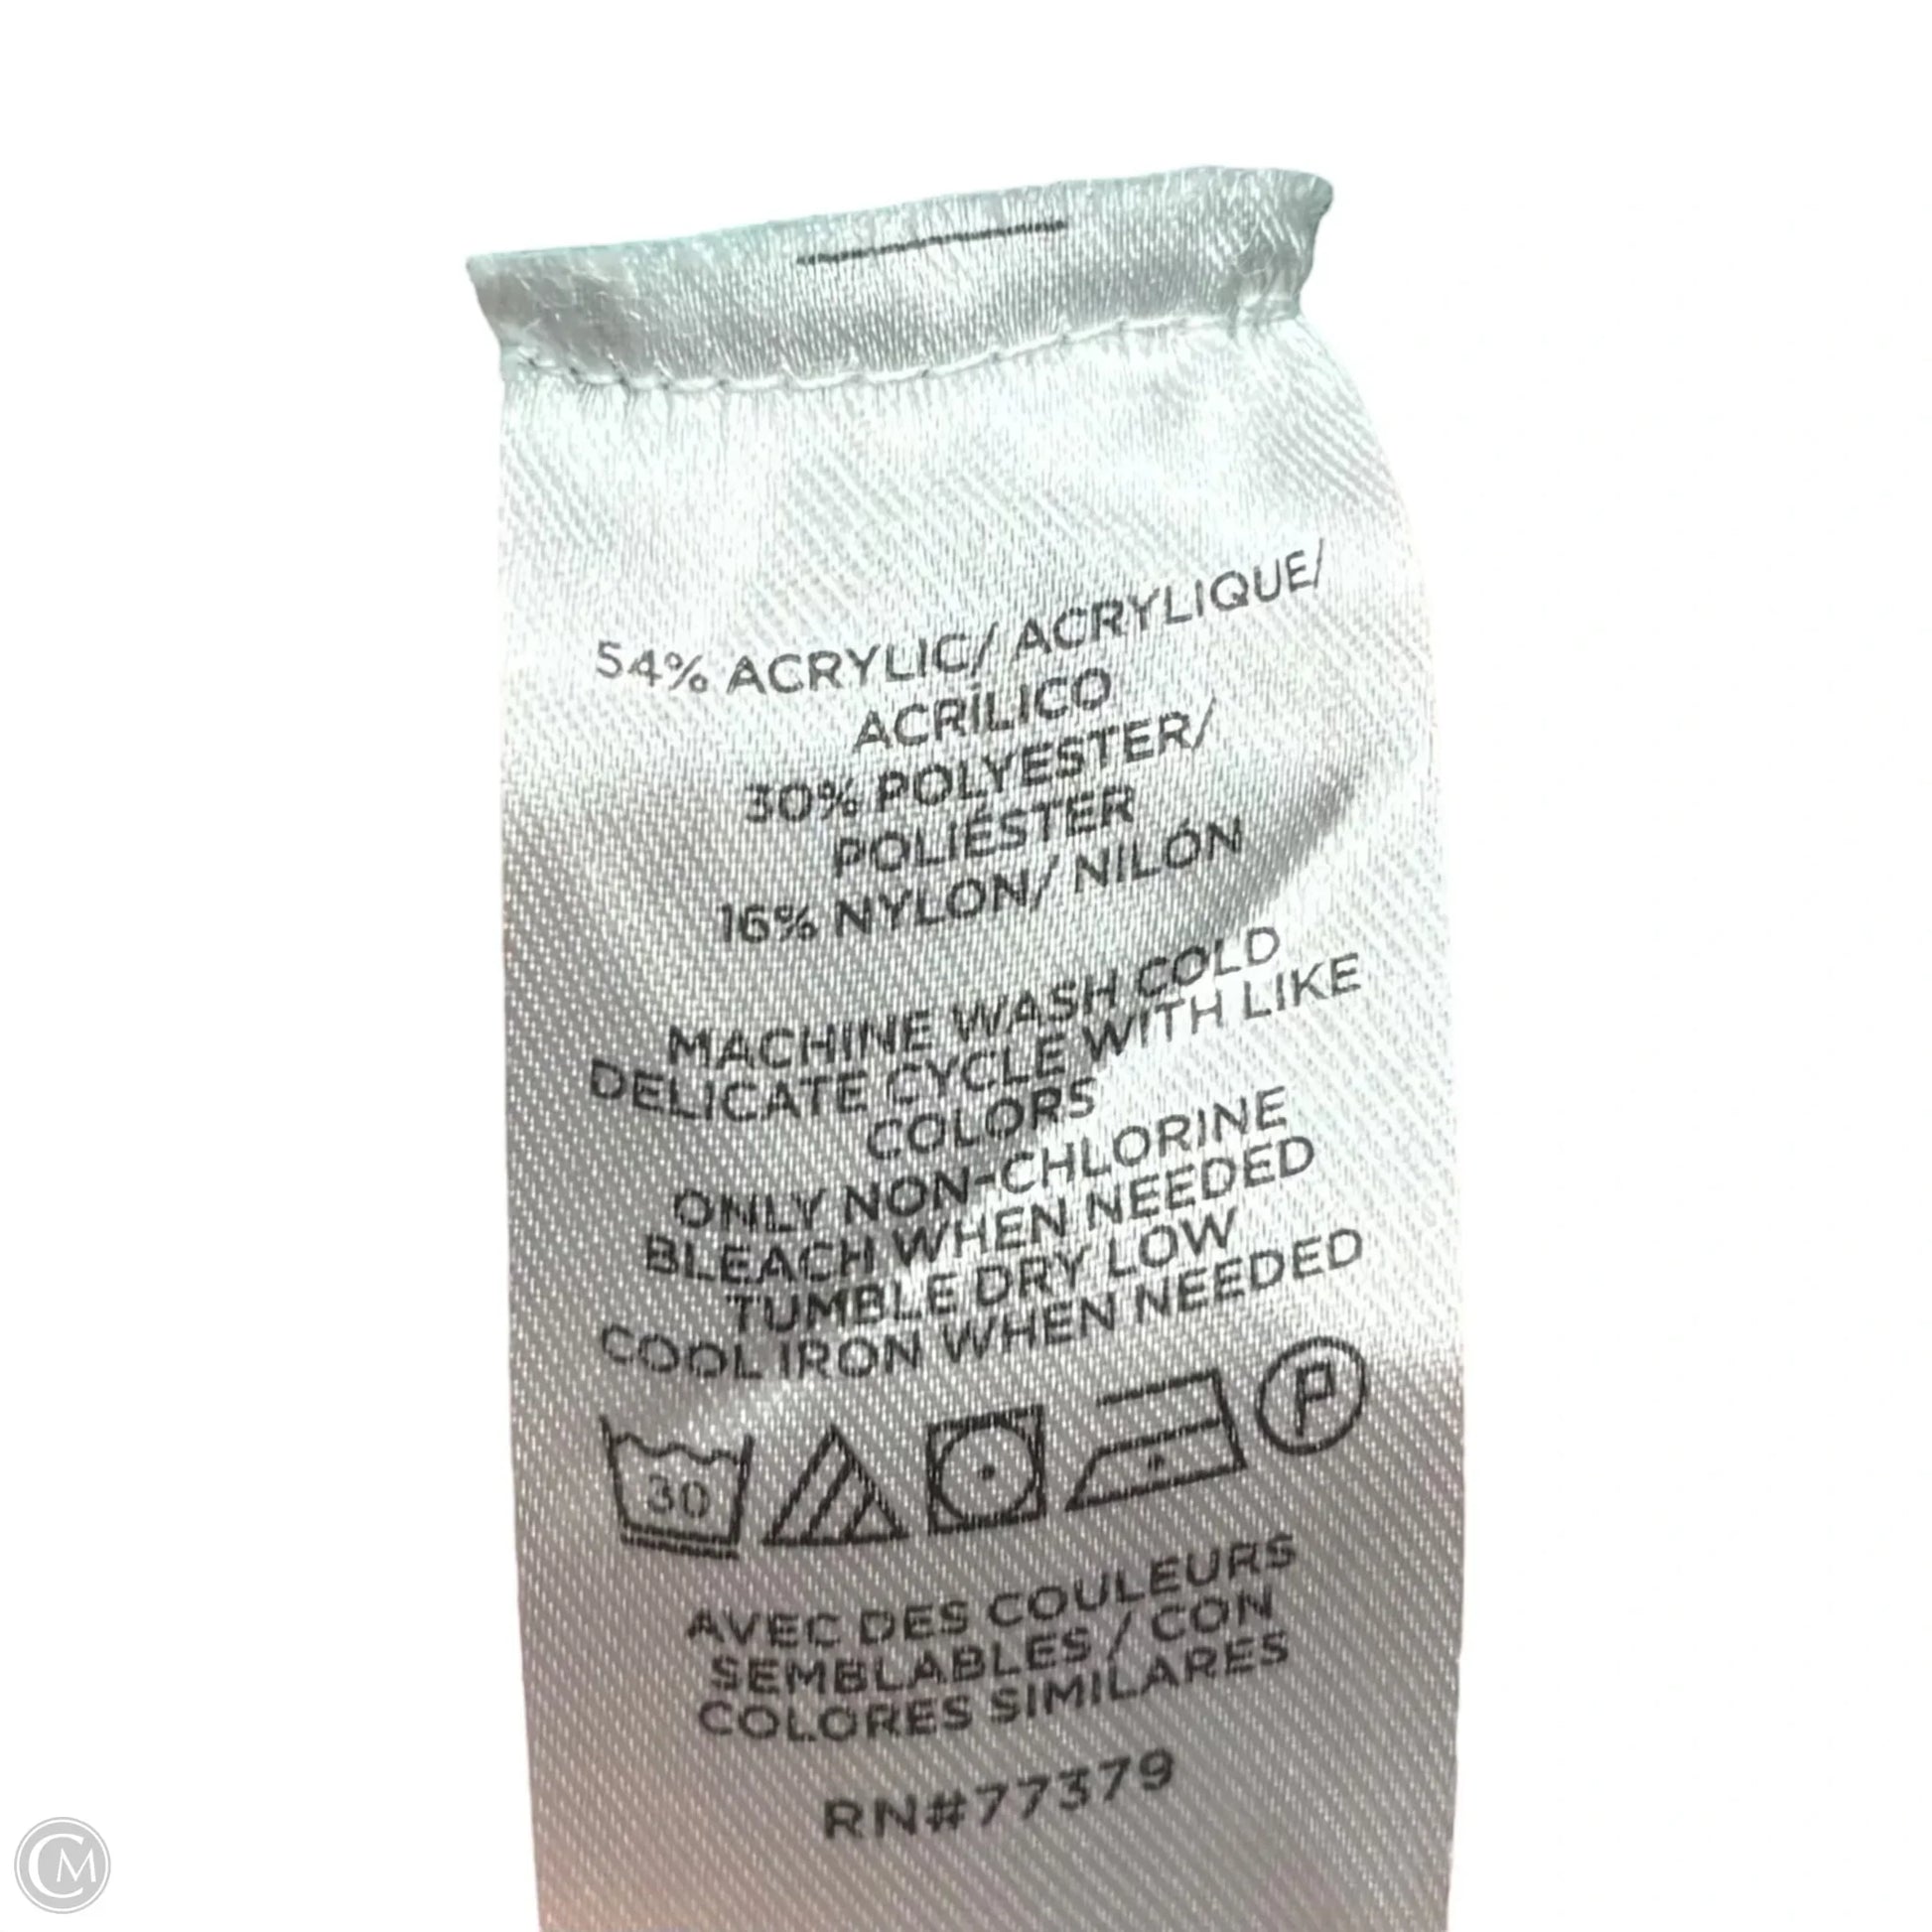 54% ACRYLIC/ ACRYLIQUE/
ACRÍLICO
30% POLYESTER/
POLIÉSTER
16% NYLON/ NILÓN
MACHINE WASH COLD
DELICATE CYCLE WITH LIKE
COLORS
ONLY NON-CHLORINE
BLEACH WHEN NEEDED
TUMBLE DRY LOW
COOL IRON WHEN NEEDED
30 P
AVEC DES COULEURS
SEMBLABLES / CON
COLORES SIMILARES
RN#77379
CM